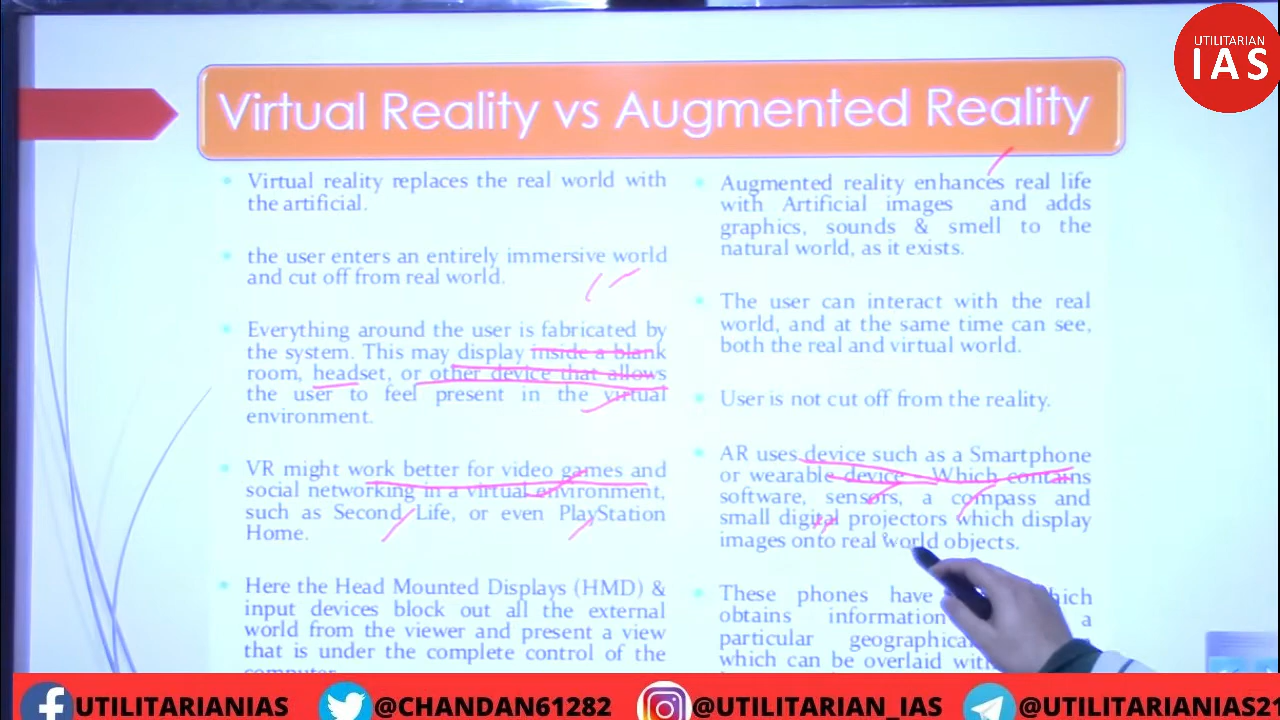 UTILITARIAN
IAS
Virtual Reality vs Augmented Reality
Virtual reality replaces the real world with
the artificial.
the user enters an entirely immersive world
and cut off from real world.
Everything around the user is fabricated by
the system. This may display inside a blank
room, headset, or other device that allows
the user to feel present in the virtual
environment.
VR might work better for video games and
social networking in a virtual environment,
such as Second Life, or even PlayStation
Home.
Here the Head Mounted Displays (HMD) &
input devices block out all the external
world from the viewer and present a view
that is under the complete control of the
computer
Augmented reality enhances real life
with Artificial images and adds
graphics, sounds & smell to the
natural world, as it exists.
The user can interact with the real
world, and at the same time can see,
both the real and virtual world.
User is not cut off from the reality.
AR uses device such as a Smartphone
or wearable device. Which contains
software, sensors, a compass and
small digital projectors which display
images onto real world objects.
These phones have which
obtains information a
particular geographical
which can be overlaid with
UTILITARIANIAS @CHANDAN61282 @UTILITARIAN_IAS @UTILITARIANIAS21